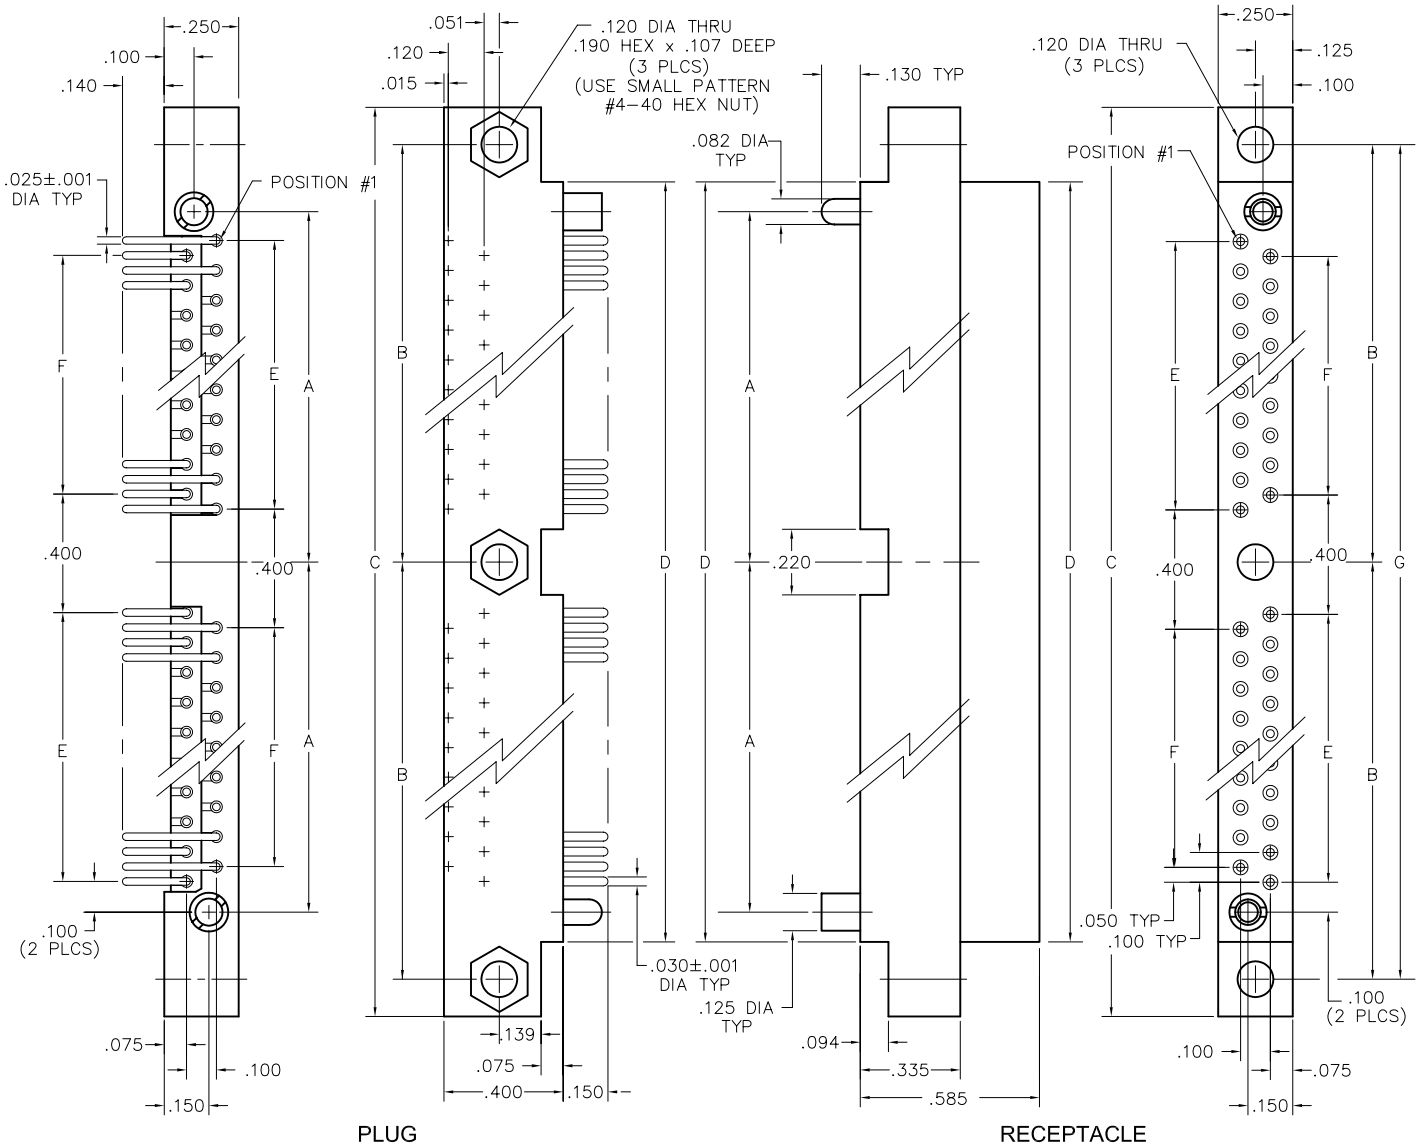 .250
.100
.140
.025±.001
DIA TYP
POSITION #1
F
E
A
.400
.400
E
F
A
.100
(2 PLCS)
.075
.100
.150
.051
.120
.015
.120 DIA THRU
.190 HEX x .107 DEEP
(3 PLCS)
(USE SMALL PATTERN
#4-40 HEX NUT)
B
C
D
B
.030±.001
DIA TYP
.139
.075
.400
.150
PLUG
.130 TYP
.082 DIA
TYP
A
D
.220
D
A
.125 DIA
TYP
.094
.335
.585
.250
.120 DIA THRU
(3 PLCS)
.125
.100
POSITION #1
E
F
B
C
.400
.400
G
F
E
B
.050 TYP
.100 TYP
.100
(2 PLCS)
.100
.075
.150
RECEPTACLE